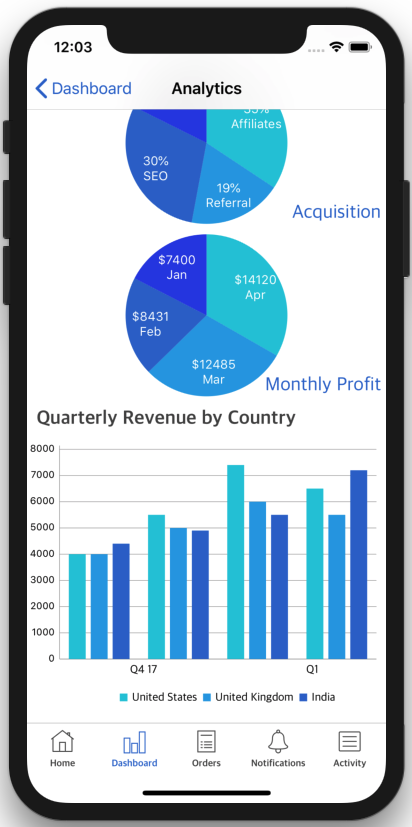 12:03
Dashboard
Analytics
Affiliates
30%
SEO
19%
Referral
Acquisition
$7400
Jan
$14120
Apr
$8431
Feb
$12485
Mar
Monthly Profit
Quarterly Revenue by Country
8000
7000
6000
5000
4000
3000
2000
1000
0
Q4 17
Q1
United States
United Kingdom
India
Home
Dashboard
Orders
Notifications
Activity